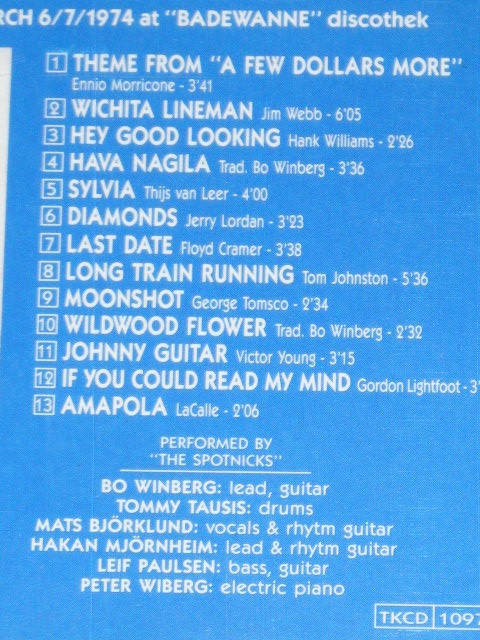 RCH 6/7/1974 at "BADEWANNE" discothek
1 THEME FROM "A FEW DOLLARS MORE"
Ennio Morricone - 3'41
2 WICHITA LINEMAN Jim Webb - 6'05
3 HEY GOOD LOOKING Hank Williams - 2'26
4 HAVA NAGILA Trad. Bo Winberg - 3'36
5 SYLVIA Thijs van Leer - 4'00
6 DIAMONDS Jerry Lordan - 3'23
7 LAST DATE Floyd Cramer - 3'38
8 LONG TRAIN RUNNING Tom Johnston - 5'36
9 MOONSHOT George Tomsco - 2'34
10 WILDWOOD FLOWER Trad. Bo Winberg - 2'32
11 JOHNNY GUITAR Victor Young - 3'15
12 IF YOU COULD READ MY MIND Gordon Lightfoot - 3'
13 AMAPOLA LaCalle - 2'06
PERFORMED BY
"THE SPOTNICKS"
BO WINBERG: lead, guitar
TOMMY TAUSIS: drums
MATS BJÖRKLUND: vocals & rhytm guitar
HAKAN MJÖRNHEIM: lead & rhytm guitar
LEIF PAULSEN: bass, guitar
PETER WIBERG: electric piano
TKCD 1097